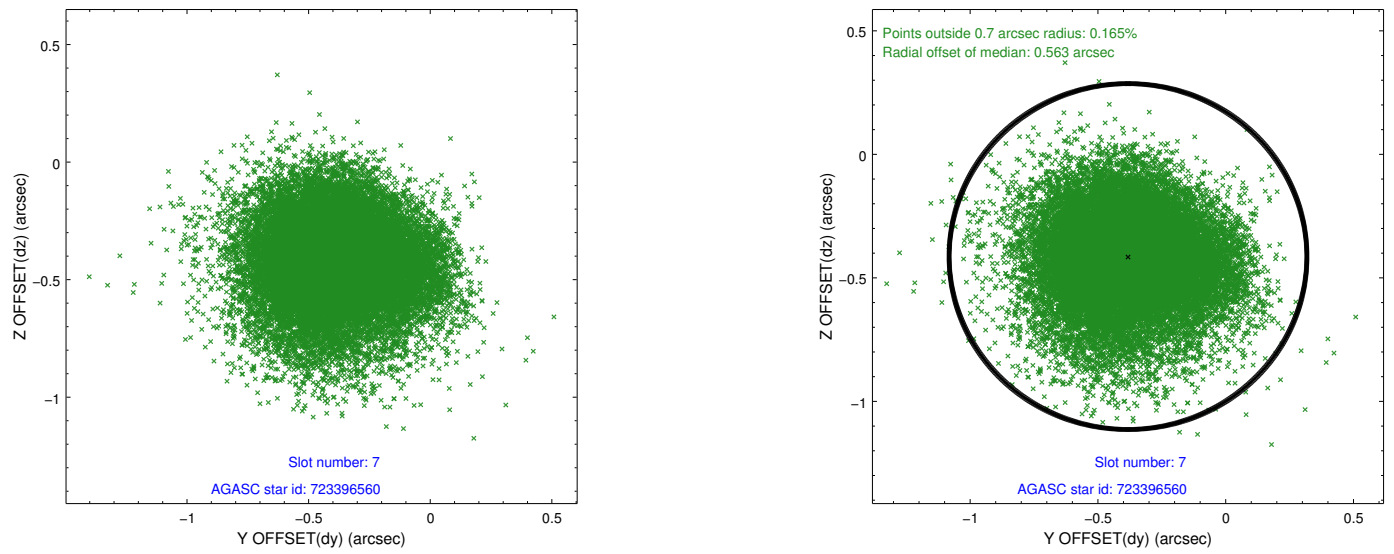 0.5
0
−0.5
−1
Z OFFSET(dz) (arcsec)
−1
−0.5
0
0.5
Y OFFSET(dy) (arcsec)
Slot number: 7
AGASC star id: 723396560
Points outside 0.7 arcsec radius: 0.165%
Radial offset of median: 0.563 arcsec
0.5
0
−0.5
−1
Z OFFSET(dz) (arcsec)
−1
−0.5
0
0.5
Y OFFSET(dy) (arcsec)
Slot number: 7
AGASC star id: 723396560